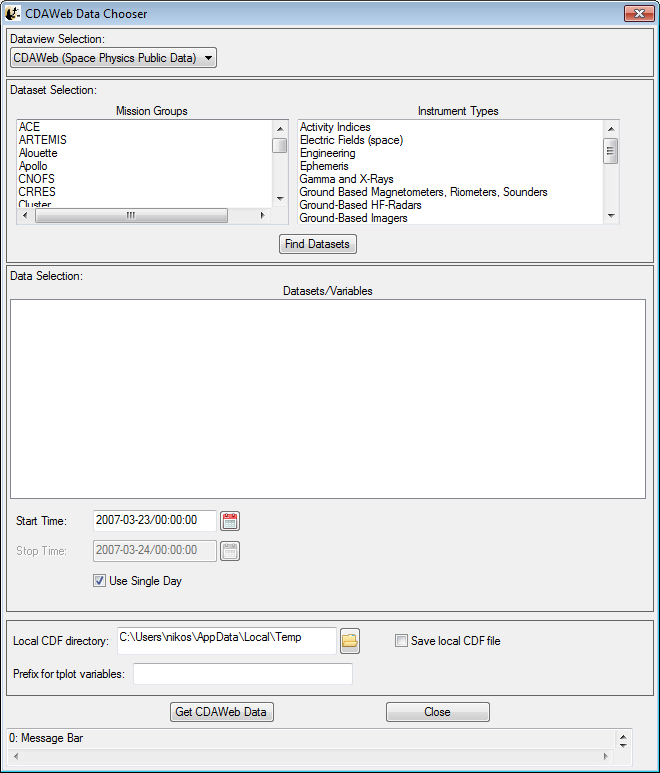 CDAWeb Data Chooser
Dataview Selection:
CDAWeb (Space Physics Public Data)
Dataset Selection:
Mission Groups
Instrument Types
ACE
ARTEMIS
Alouette
Apollo
CNOFS
CRRES
Cluster
Activity Indices
Electric Fields (space)
Engineering
Ephemeris
Gamma and X-Rays
Ground Based Magnetometers, Riometers, Sounders
Ground-Based HF-Radars
Ground-Based Imagers
Find Datasets
Data Selection:
Datasets/Variables
Start Time: 2007-03-23/00:00:00
Stop Time: 2007-03-24/00:00:00
Use Single Day
Local CDF directory: C:\Users\nikos\AppData\Local\Temp Save local CDF file
Prefix for tplot variables:
Get CDAWeb Data Close
0: Message Bar